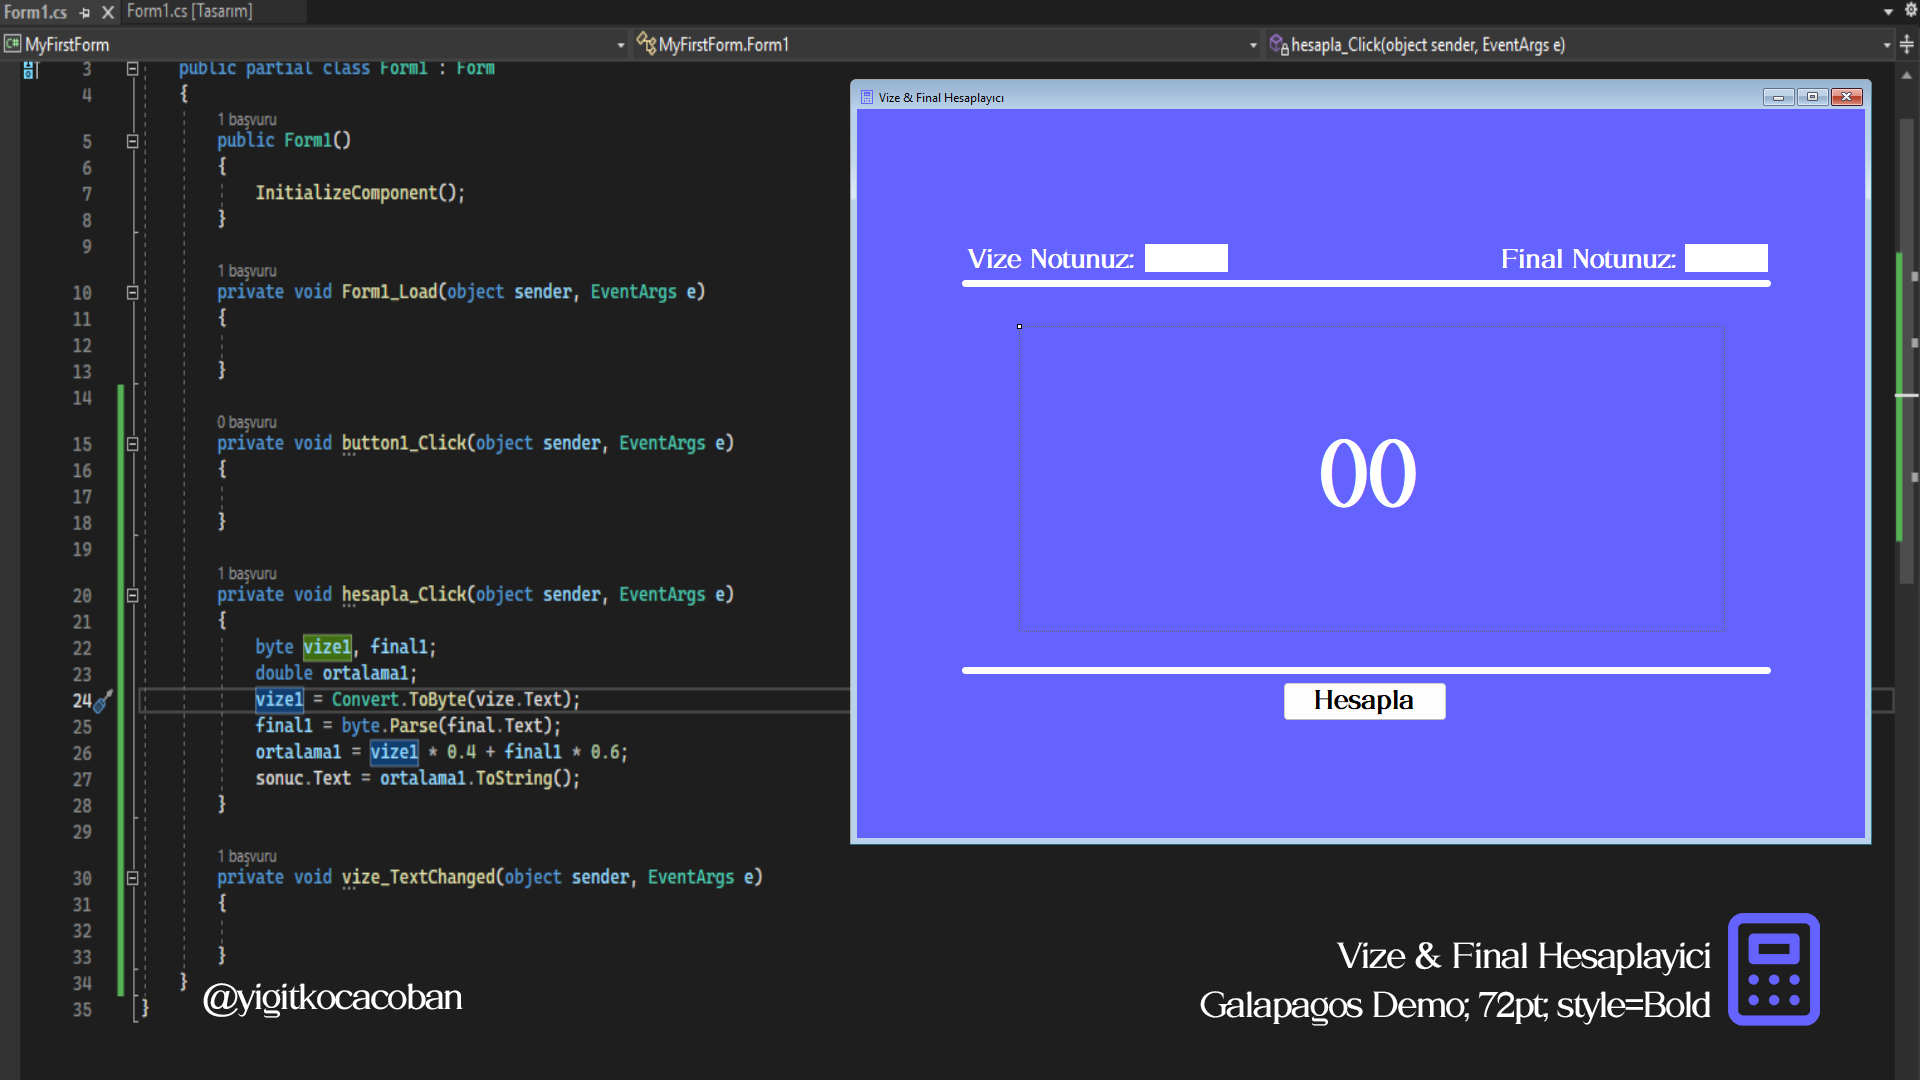 Form1.cs
Form1.cs [Tasarım]
C# MyFirstForm
MyFirstForm.Form1
hesapla_Click(object sender, EventArgs e)
3 public partial class Form1 : Form
4 {
1 başvuru
5 public Form1()
6 {
7 InitializeComponent();
8 }
9
1 başvuru
10 private void Form1_Load(object sender, EventArgs e)
11 {
12
13 }
14
0 başvuru
15 private void button1_Click(object sender, EventArgs e)
16 {
17
18 }
19
1 başvuru
20 private void hesapla_Click(object sender, EventArgs e)
21 {
22 byte vize1, final1;
23 double ortalama1;
24 vize1 = Convert.ToByte(vize.Text);
25 final1 = byte.Parse(final.Text);
26 ortalama1 = vize1 * 0.4 + final1 * 0.6;
27 sonuc.Text = ortalama1.ToString();
28 }
29
1 başvuru
30 private void vize_TextChanged(object sender, EventArgs e)
31 {
32
33 }
34 }
35 }
@yigitkocacoban
Vize & Final Hesaplayıcı
Vize Notunuz:
Final Notunuz:
00
Hesapla
Vize & Final Hesaplayici
Galapagos Demo; 72pt; style=Bold